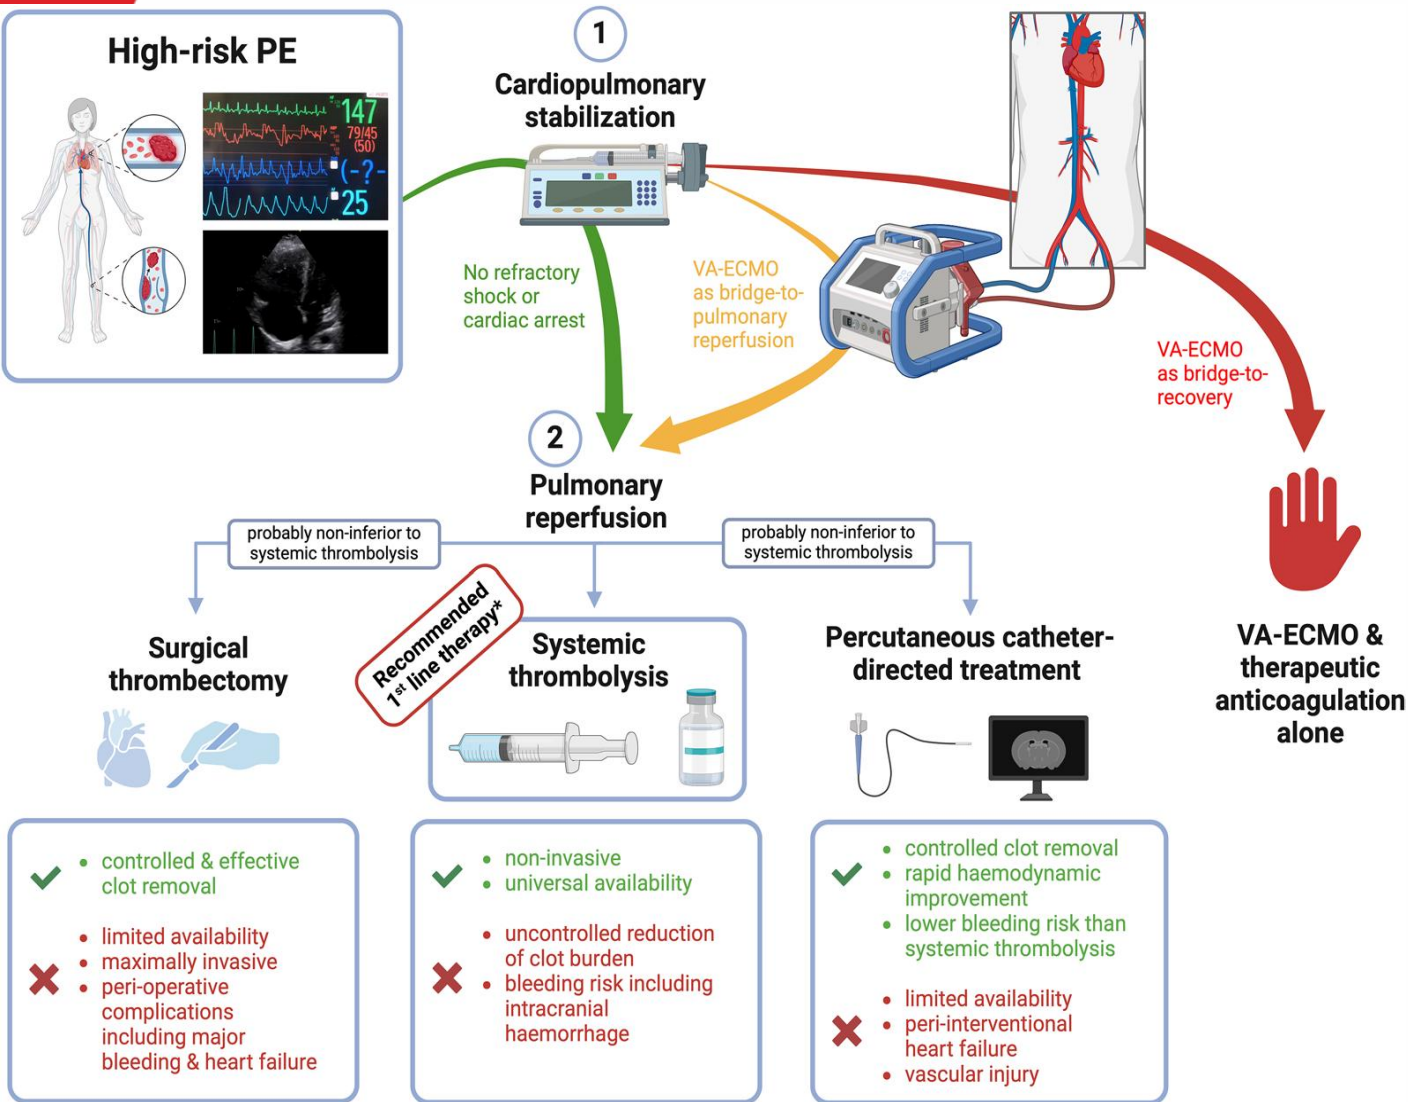 High-risk PE
147
79/45
(50)
(-?-
25
1
Cardiopulmonary
stabilization
No refractory
shock or
cardiac arrest
VA-ECMO
as bridge-to-
pulmonary
reperfusion
VA-ECMO
as bridge-to-
recovery
2
Pulmonary
reperfusion
probably non-inferior to
systemic thrombolysis
probably non-inferior to
systemic thrombolysis
Surgical
thrombectomy
Recommended
1st line therapy*
Systemic
thrombolysis
Percutaneous catheter-
directed treatment
VA-ECMO &
therapeutic
anticoagulation
alone
• controlled & effective
clot removal
• limited availability
• maximally invasive
• peri-operative
complications
including major
bleeding & heart failure
• non-invasive
• universal availability
• uncontrolled reduction
of clot burden
• bleeding risk including
intracranial
haemorrhage
• controlled clot removal
• rapid haemodynamic
improvement
• lower bleeding risk than
systemic thrombolysis
• limited availability
• peri-interventional
heart failure
• vascular injury